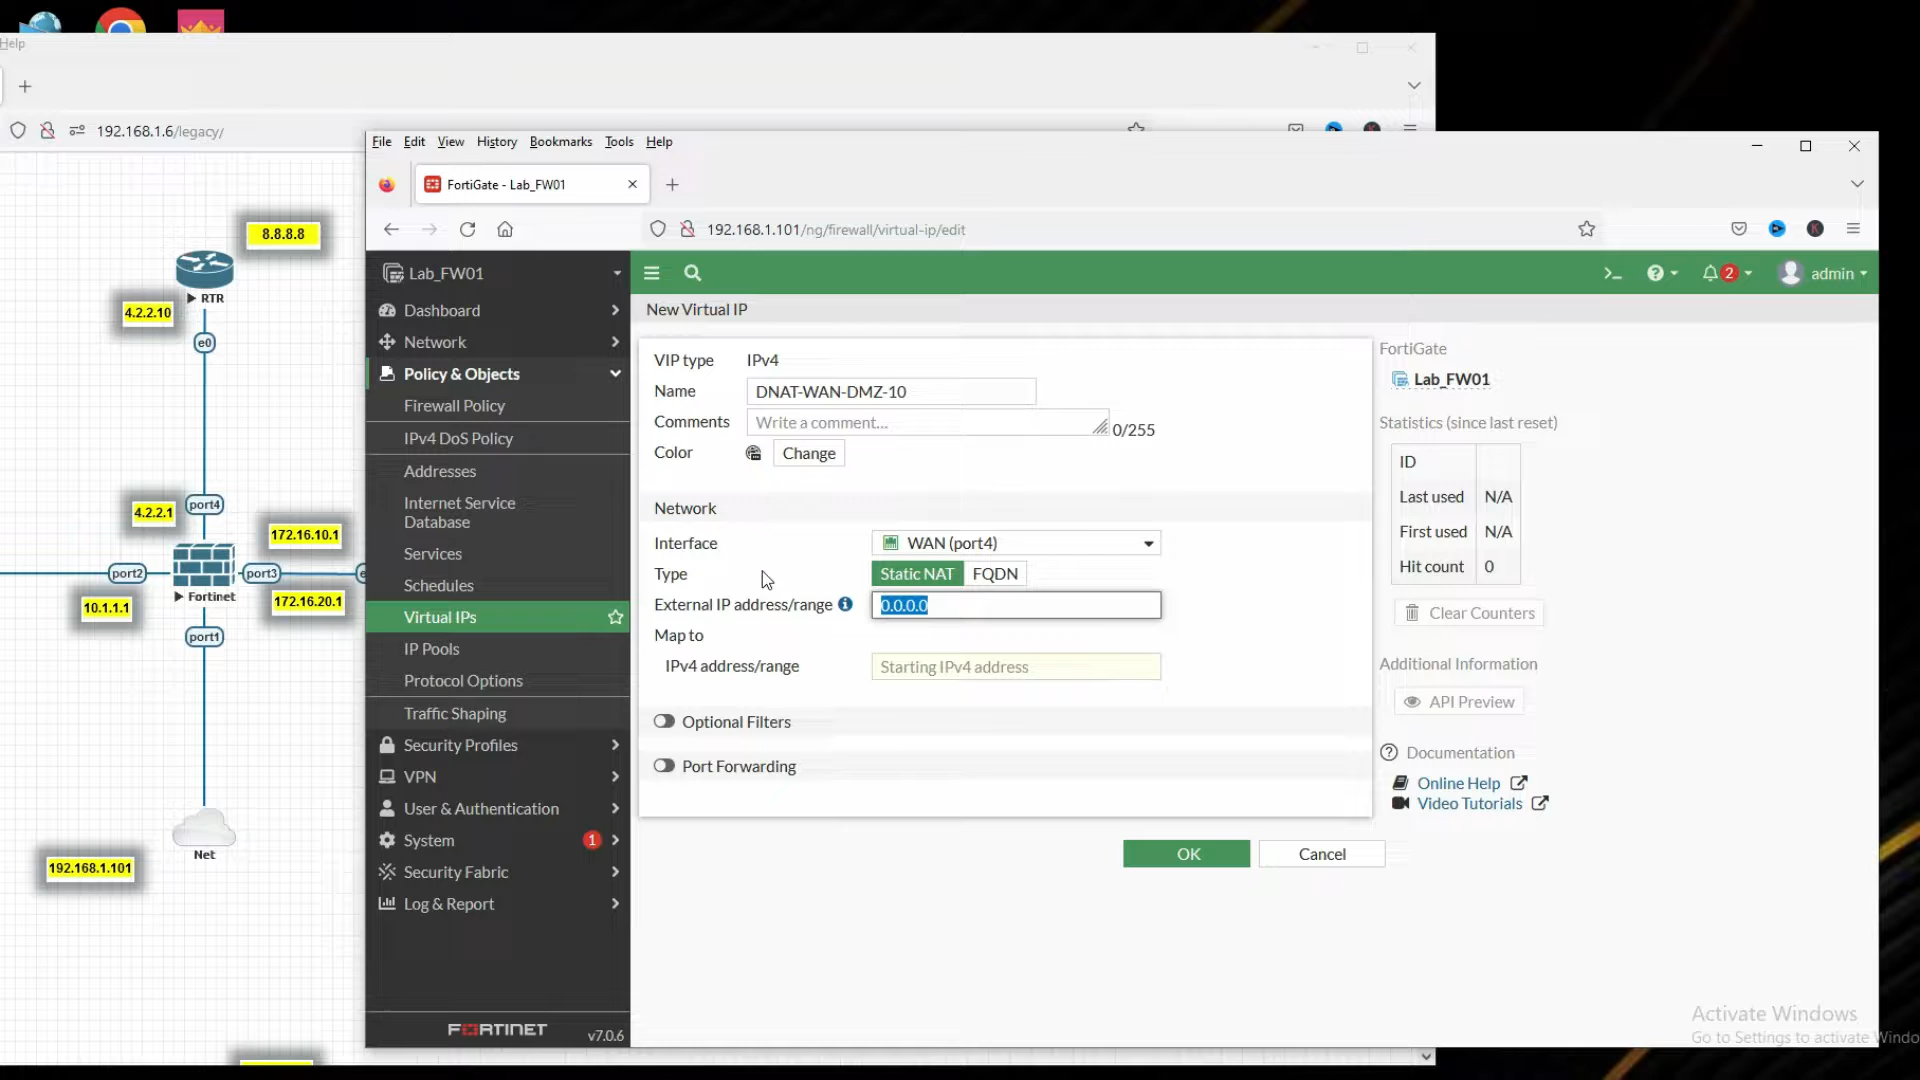 Help
192.168.1.6/legacy/
8.8.8.8
RTR
4.2.2.10
e0
4.2.2.1
port4
172.16.10.1
port2
port3
Fortinet
10.1.1.1
172.16.20.1
port1
Net
192.168.1.101
File Edit View History Bookmarks Tools Help
FortiGate - Lab_FW01
192.168.1.101/ng/firewall/virtual-ip/edit
Lab_FW01
2
admin
Dashboard
Network
Policy & Objects
Firewall Policy
IPv4 DoS Policy
Addresses
Internet Service
Database
Services
Schedules
Virtual IPs
IP Pools
Protocol Options
Traffic Shaping
Security Profiles
VPN
User & Authentication
System 1
Security Fabric
Log & Report
FORTINET v7.0.6
New Virtual IP
VIP type IPv4
Name DNAT-WAN-DMZ-10
Comments Write a comment... 0/255
Color Change
Network
Interface WAN (port4)
Type Static NAT FQDN
External IP address/range 0.0.0.0
Map to
IPv4 address/range Starting IPv4 address
Optional Filters
Port Forwarding
OK Cancel
FortiGate
Lab_FW01
Statistics (since last reset)
ID
Last used N/A
First used N/A
Hit count 0
Clear Counters
Additional Information
API Preview
Documentation
Online Help
Video Tutorials
Activate Windows
Go to Settings to activate Windo